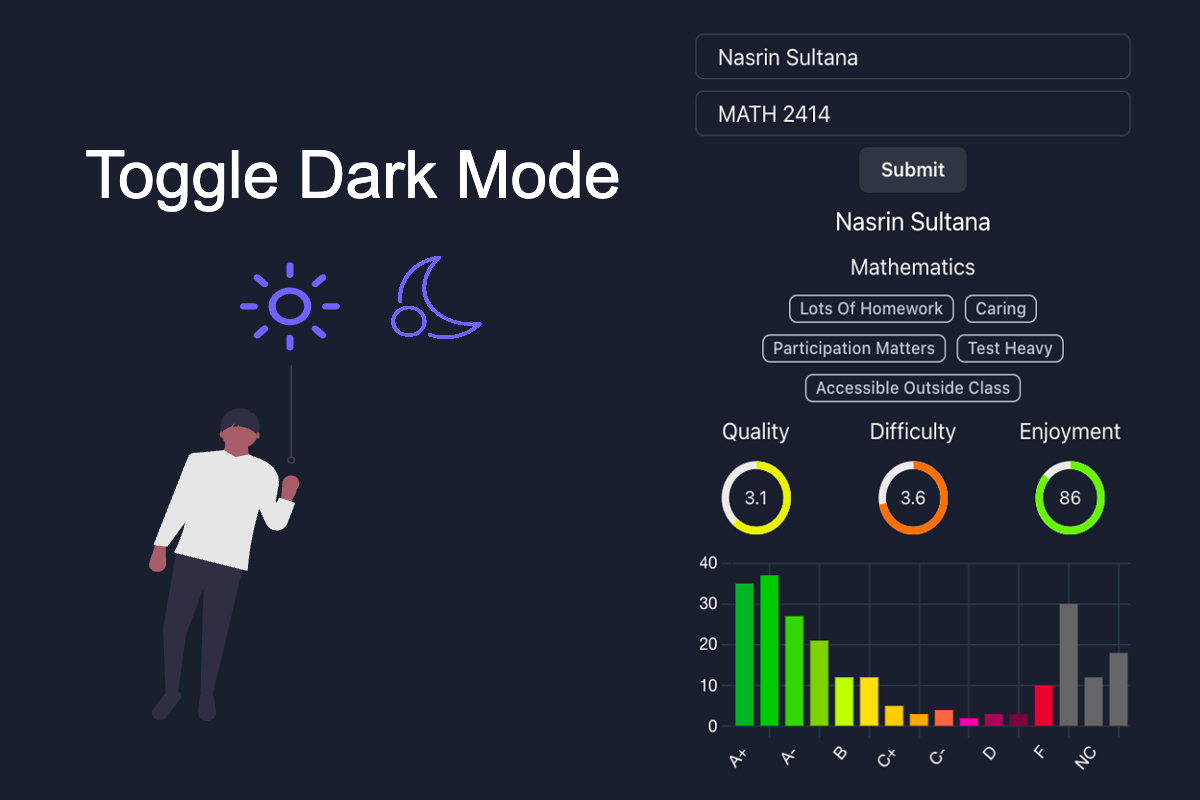 Toggle Dark Mode
Nasrin Sultana
MATH 2414
Submit
Nasrin Sultana
Mathematics
Lots Of Homework Caring
Participation Matters Test Heavy
Accessible Outside Class
Quality Difficulty Enjoyment
3.1 3.6 86
40
30
20
10
0
A+ A- B C+ C- D F NC